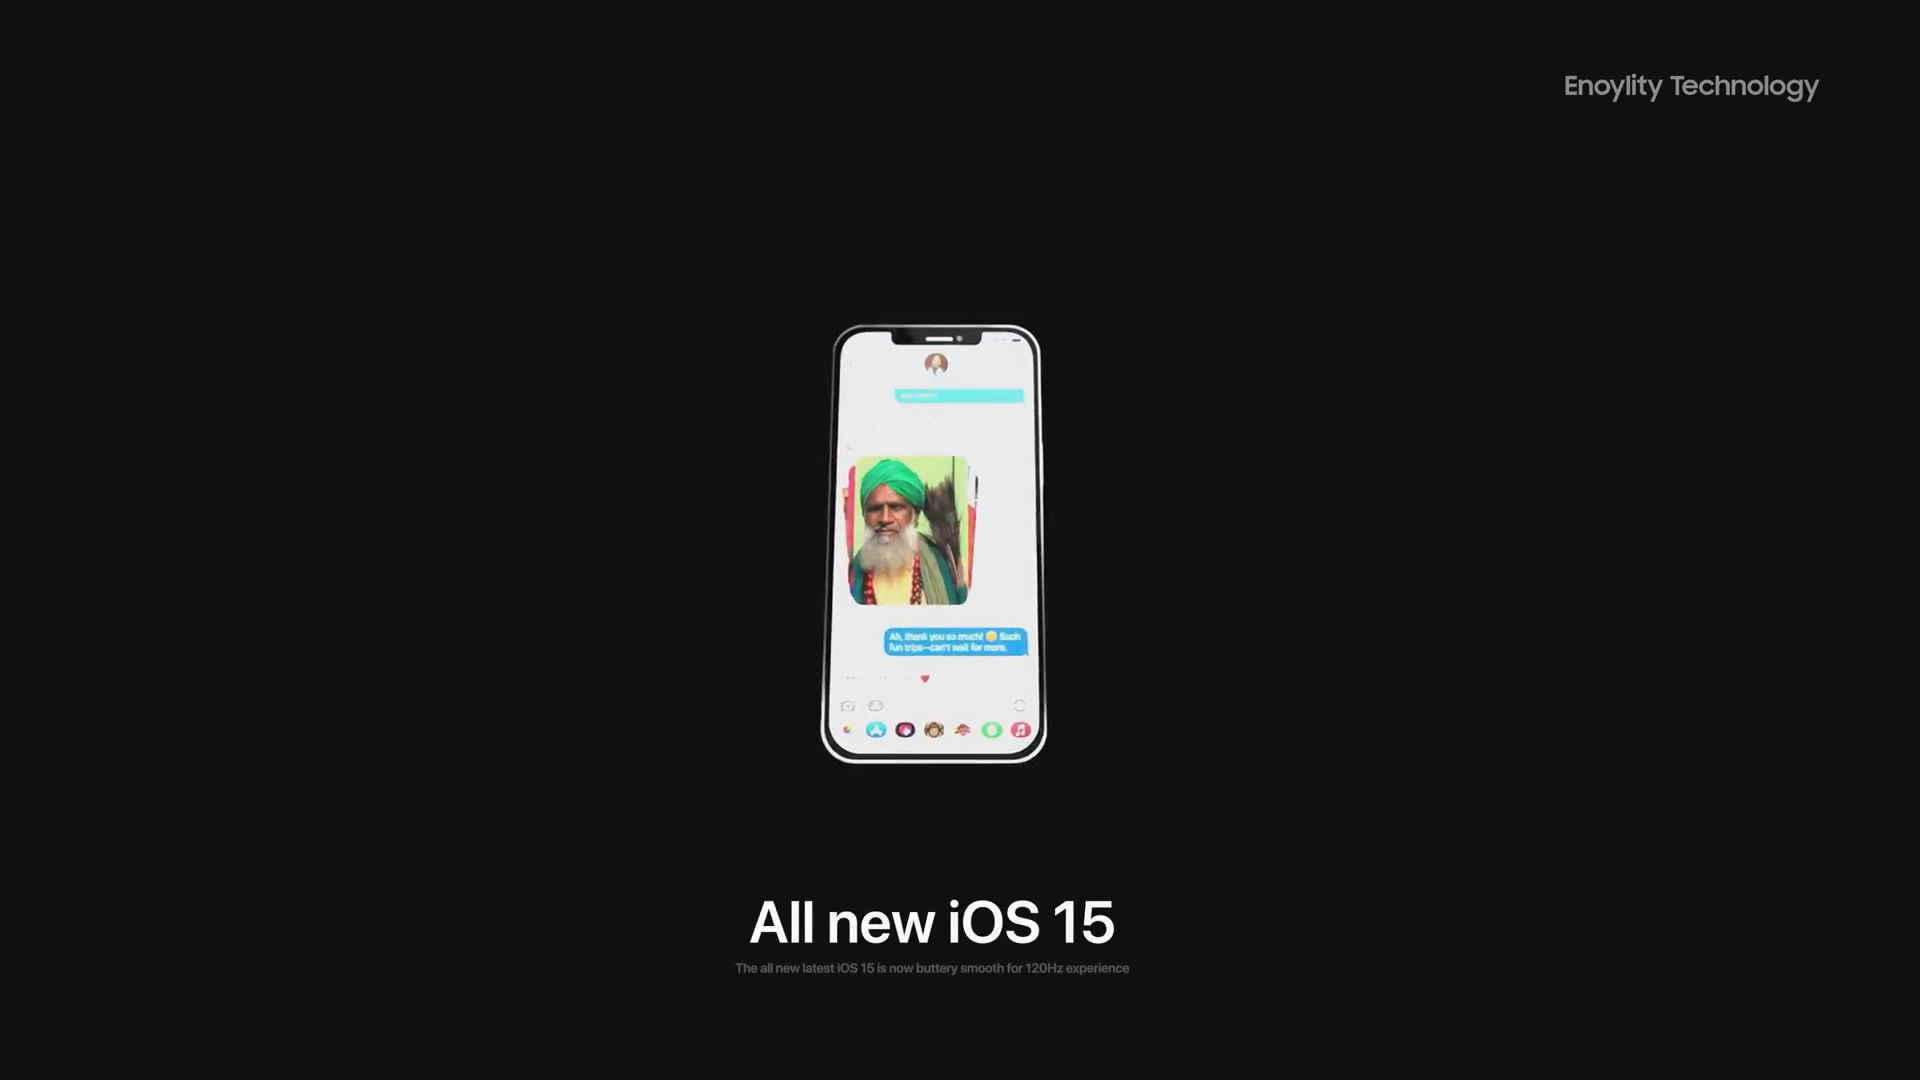 Enoylity Technology
Ah, thank you so much! 😊 Such
fun trips—can't wait for more.
All new iOS 15
The all new latest iOS 15 is now buttery smooth for 120Hz experience